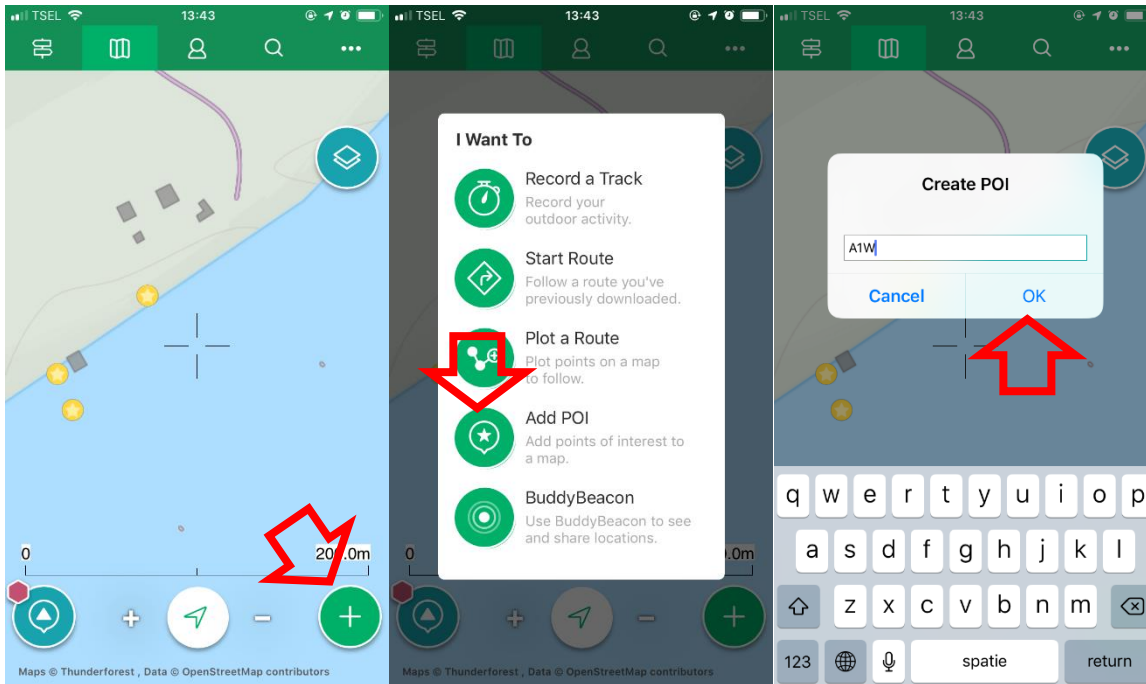 TSEL 13:43
0 200.0m
Maps © Thunderforest , Data © OpenStreetMap contributors
TSEL 13:43
I Want To
Record a Track
Record your
outdoor activity.
Start Route
Follow a route you've
previously downloaded.
Plot a Route
Plot points on a map
to follow.
Add POI
Add points of interest to
a map.
BuddyBeacon
Use BuddyBeacon to see
and share locations.
0 .0m
Maps © Thunderforest , Data © OpenStreetMap contributors
TSEL 13:43
Create POI
A1W
Cancel OK
q w e r t y u i o p
a s d f g h j k l
z x c v b n m
123 spatie return